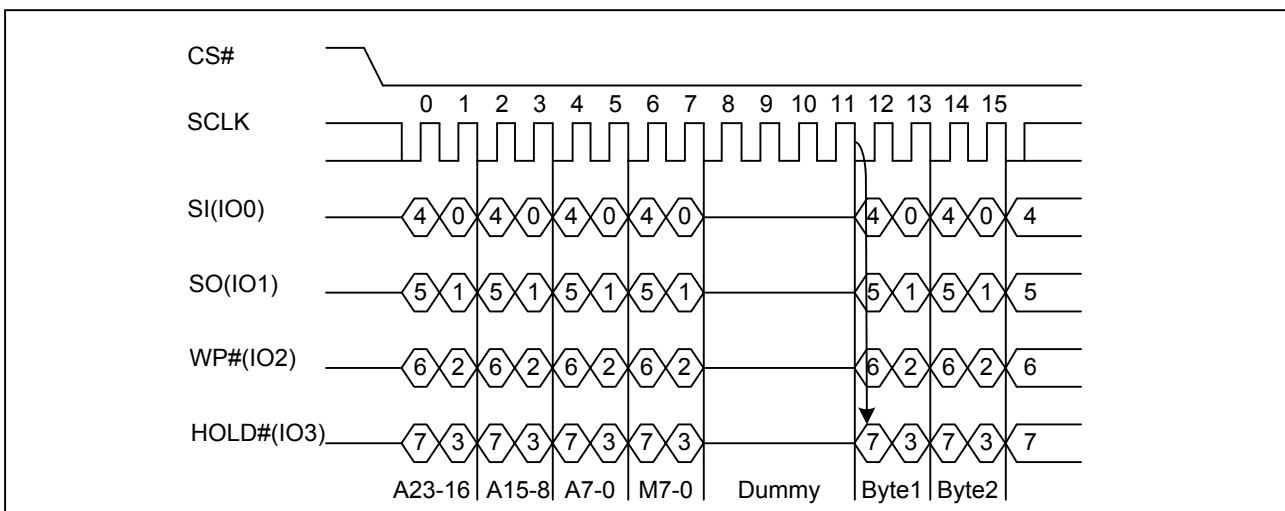 CS#
0 1 2 3 4 5 6 7 8 9 10 11 12 13 14 15
SCLK
SI(IO0) 4 0 4 0 4 0 4 0 4 0 4 0 4
SO(IO1) 5 1 5 1 5 1 5 1 5 1 5 1 5
WP#(IO2) 6 2 6 2 6 2 6 2 6 2 6 2 6
HOLD#(IO3) 7 3 7 3 7 3 7 3 7 3 7 3 7
A23-16 A15-8 A7-0 M7-0 Dummy Byte1 Byte2